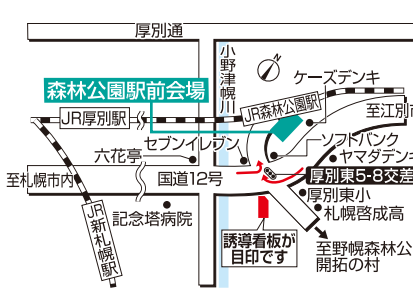 厚別通
小野津幌川
ケーズデンキ
森林公園駅前会場
JR森林公園駅
至江別市
JR厚別駅
セブンイレブン
ソフトバンク
六花亭
ヤマダデンキ
至札幌市内
国道12号
厚別東5-8交差
厚別東小
JR新札幌駅
記念塔病院
札幌啓成高
誘導看板が
目印です
至野幌森林公
開拓の村